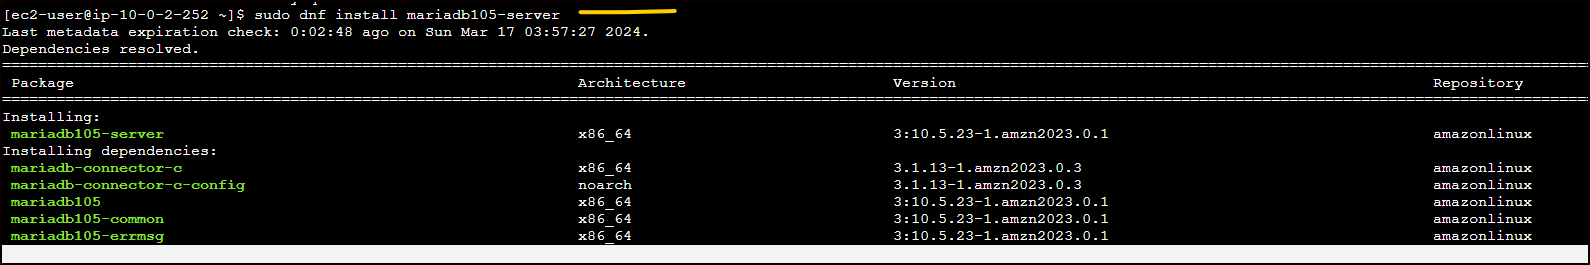 [ec2-user@ip-10-0-2-252 ~]$ sudo dnf install mariadb105-server
Last metadata expiration check: 0:02:48 ago on Sun Mar 17 03:57:27 2024.
Dependencies resolved.
Package Architecture Version Repository
Installing:
mariadb105-server x86_64 3:10.5.23-1.amzn2023.0.1 amazonlinux
Installing dependencies:
mariadb-connector-c x86_64 3.1.13-1.amzn2023.0.3 amazonlinux
mariadb-connector-c-config noarch 3.1.13-1.amzn2023.0.3 amazonlinux
mariadb105 x86_64 3:10.5.23-1.amzn2023.0.1 amazonlinux
mariadb105-common x86_64 3:10.5.23-1.amzn2023.0.1 amazonlinux
mariadb105-errmsg x86_64 3:10.5.23-1.amzn2023.0.1 amazonlinux